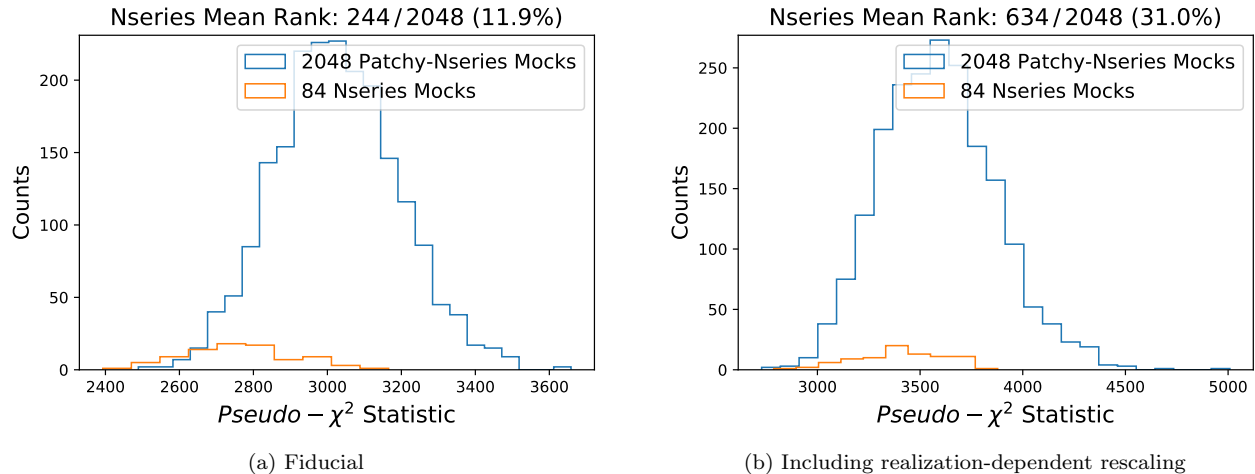 Nseries Mean Rank: 244 / 2048 (11.9%)
2048 Patchy-Nseries Mocks
84 Nseries Mocks
Counts
200
150
100
50
0
2400 2600 2800 3000 3200 3400 3600
Pseudo − χ² Statistic
(a) Fiducial
Nseries Mean Rank: 634 / 2048 (31.0%)
2048 Patchy-Nseries Mocks
84 Nseries Mocks
Counts
250
200
150
100
50
0
3000 3500 4000 4500 5000
Pseudo − χ² Statistic
(b) Including realization-dependent rescaling